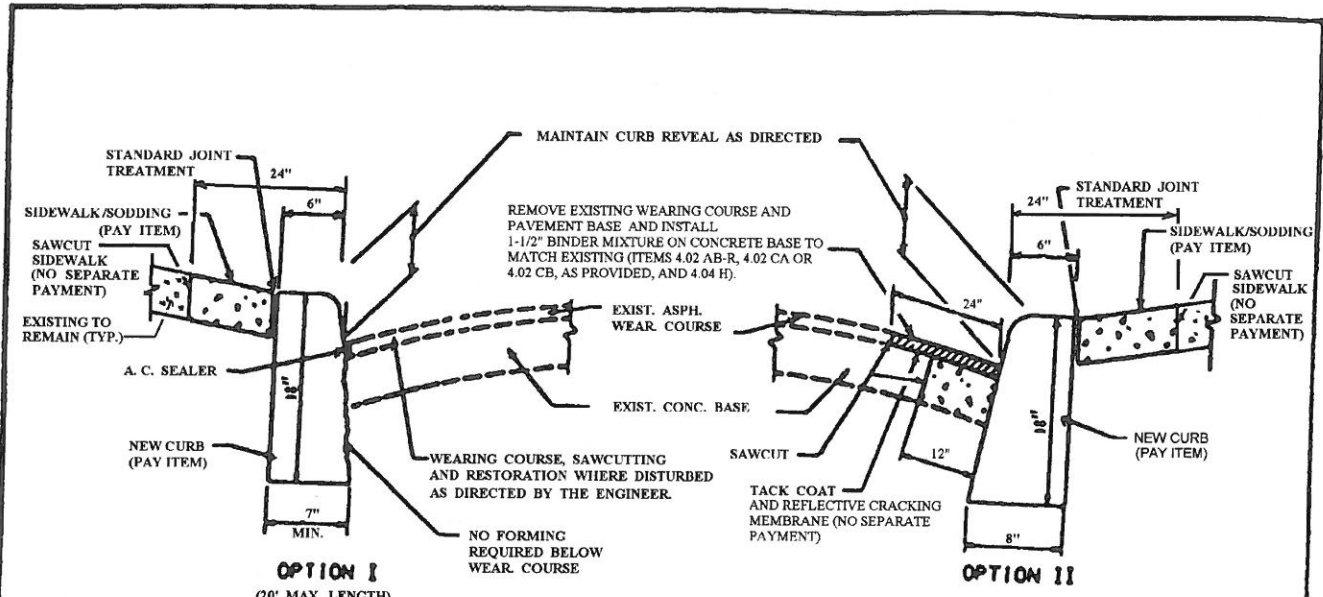 MAINTAIN CURB REVEAL AS DIRECTED
STANDARD JOINT
TREATMENT
24"
6"
SIDEWALK/SODDING
(PAY ITEM)
SAWCUT
SIDEWALK
(NO SEPARATE
PAYMENT)
EXISTING TO
REMAIN (TYP.)
A. C. SEALER
18"
NEW CURB
(PAY ITEM)
7"
MIN.
OPTION I
(20' MAX. LENGTH)
REMOVE EXISTING WEARING COURSE AND
PAVEMENT BASE AND INSTALL
1-1/2" BINDER MIXTURE ON CONCRETE BASE TO
MATCH EXISTING (ITEMS 4.02 AB-R, 4.02 CA OR
4.02 CB, AS PROVIDED, AND 4.04 H).
EXIST. ASPH.
WEAR. COURSE
EXIST. CONC. BASE
WEARING COURSE, SAWCUTTING
AND RESTORATION WHERE DISTURBED
AS DIRECTED BY THE ENGINEER.
NO FORMING
REQUIRED BELOW
WEAR. COURSE
24"
SAWCUT
12"
TACK COAT
AND REFLECTIVE CRACKING
MEMBRANE (NO SEPARATE
PAYMENT)
STANDARD JOINT
TREATMENT
24"
6"
SIDEWALK/SODDING
(PAY ITEM)
SAWCUT
SIDEWALK
(NO
SEPARATE
PAYMENT)
18"
NEW CURB
(PAY ITEM)
8"
OPTION II